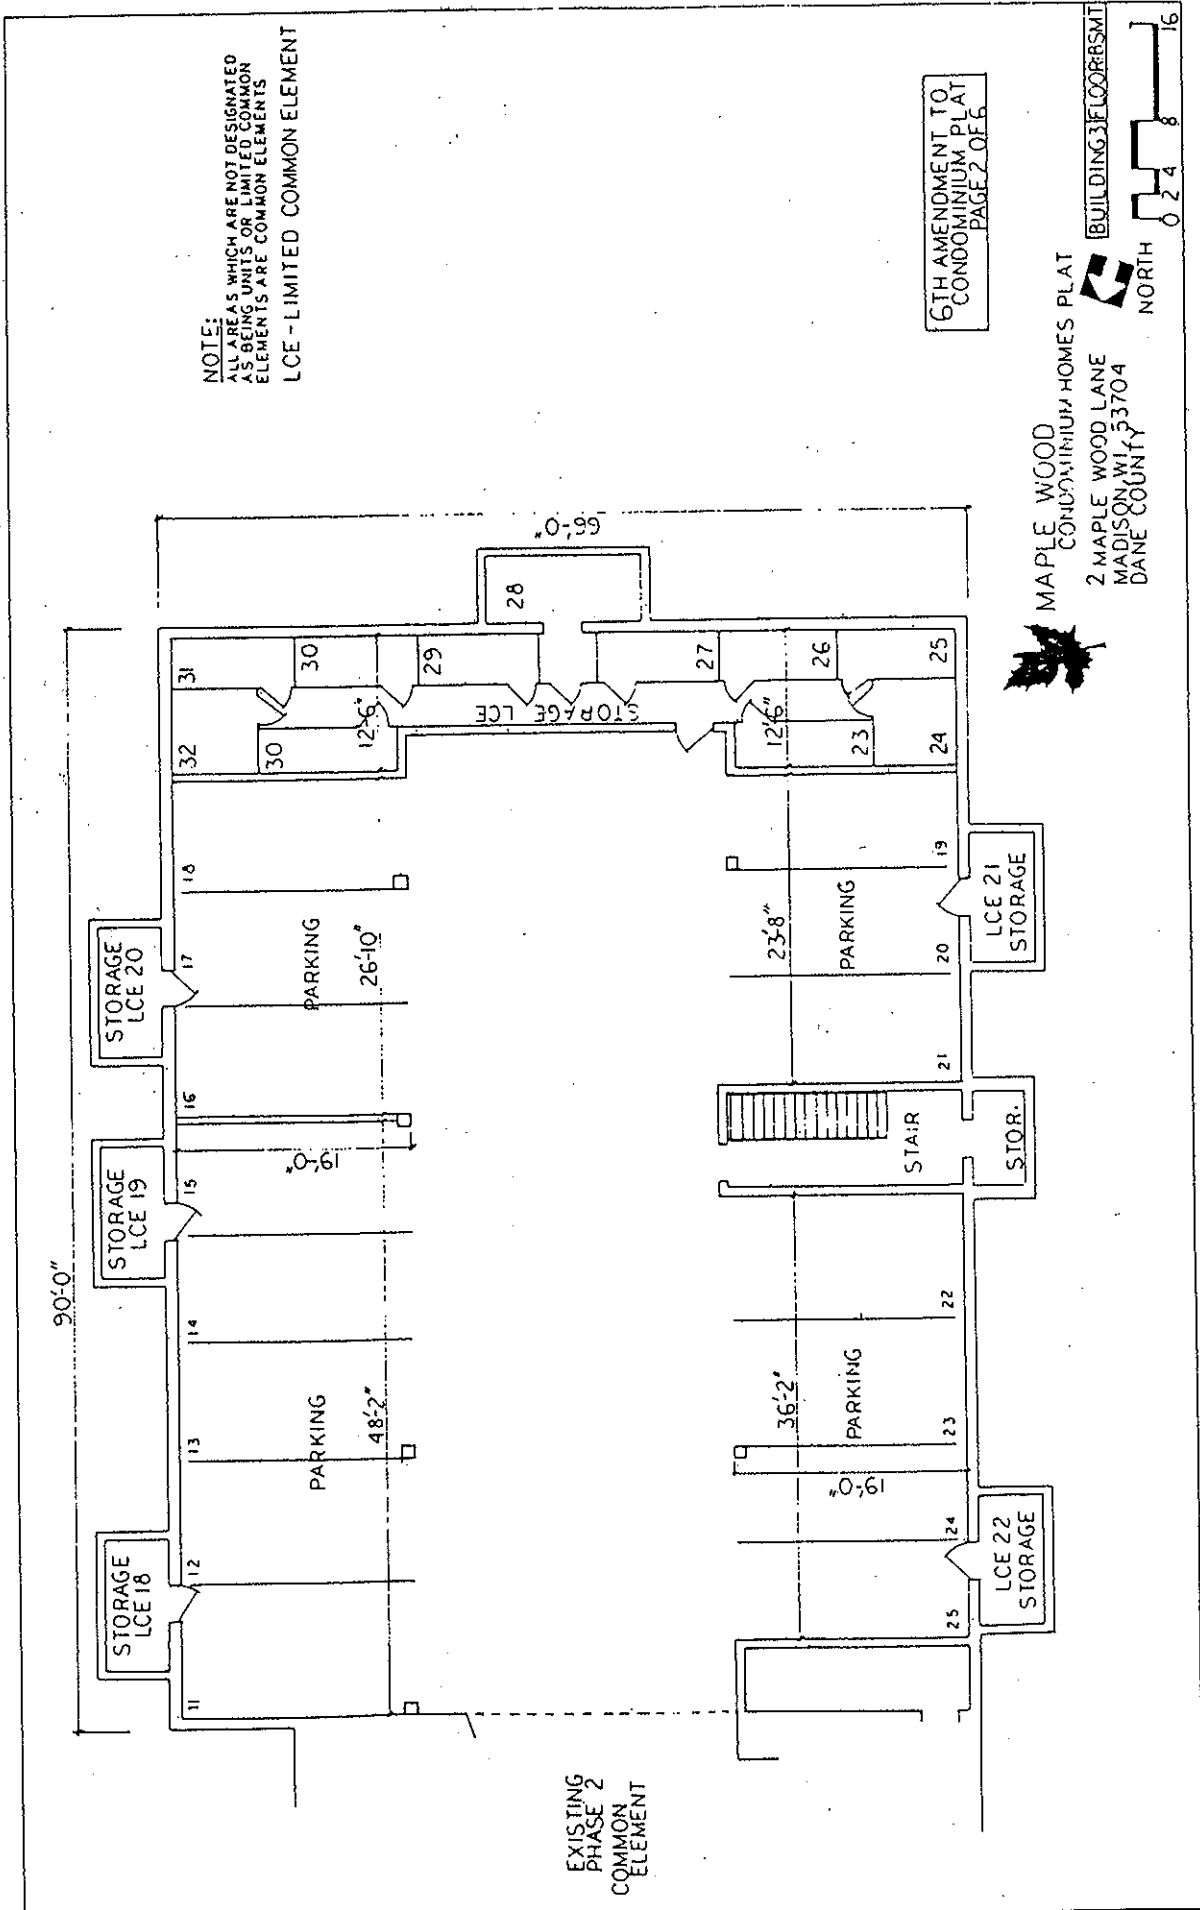 NOTE:
ALL AREAS WHICH ARE NOT DESIGNATED
AS BEING UNITS OR LIMITED COMMON
ELEMENTS ARE COMMON ELEMENTS
LCE - LIMITED COMMON ELEMENT
90'-0"
STORAGE
LCE 18
STORAGE
LCE 19
STORAGE
LCE 20
11
12
13
14
15
16
17
18
32
31
30
30
29
28
27
26
25
24
23
PARKING
48'-2"
19'-0"
PARKING
26'-10"
12'-6"
STORAGE LCE
12'-6"
66'-0"
EXISTING
PHASE 2
COMMON
ELEMENT
36'-2"
PARKING
19'-0"
23'-8"
PARKING
STAIR
STOR.
25
24
23
22
21
20
19
LCE 22
STORAGE
LCE 21
STORAGE
6TH AMENDMENT TO
CONDOMINIUM PLAT
PAGE 2 OF 6
MAPLE WOOD
CONDOMINIUM HOMES PLAT
2 MAPLE WOOD LANE
MADISON, WI, 53704
DANE COUNTY
NORTH
BUILDING 3 FLOOR: BSMT
0 2 4 8 16